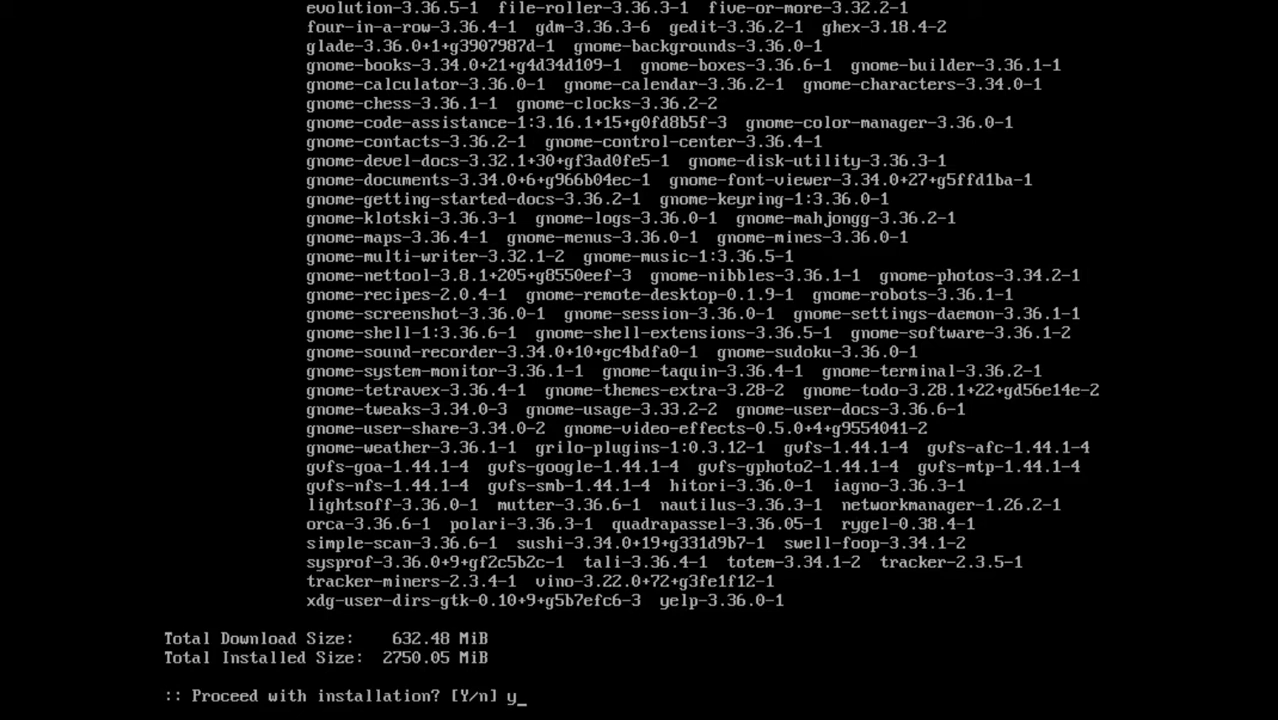 evolution-3.36.5-1  file-roller-3.36.3-1  five-or-more-3.32.2-1
four-in-a-row-3.36.4-1  gdm-3.36.3-6  gedit-3.36.2-1  ghex-3.18.4-2
glade-3.36.0+1+g3907987d-1  gnome-backgrounds-3.36.0-1
gnome-books-3.34.0+21+g4d34d109-1  gnome-boxes-3.36.6-1  gnome-builder-3.36.1-1
gnome-calculator-3.36.0-1  gnome-calendar-3.36.2-1  gnome-characters-3.34.0-1
gnome-chess-3.36.1-1  gnome-clocks-3.36.2-2
gnome-code-assistance-1:3.16.1+15+g0fd8b5f-3  gnome-color-manager-3.36.0-1
gnome-contacts-3.36.2-1  gnome-control-center-3.36.4-1
gnome-devel-docs-3.32.1+30+gf3ad0fe5-1  gnome-disk-utility-3.36.3-1
gnome-documents-3.34.0+6+g966b04ec-1  gnome-font-viewer-3.34.0+27+g5ffd1ba-1
gnome-getting-started-docs-3.36.2-1  gnome-keyring-1:3.36.0-1
gnome-klotski-3.36.3-1  gnome-logs-3.36.0-1  gnome-mahjongg-3.36.2-1
gnome-maps-3.36.4-1  gnome-menus-3.36.0-1  gnome-mines-3.36.0-1
gnome-multi-writer-3.32.1-2  gnome-music-1:3.36.5-1
gnome-nettool-3.8.1+205+g8550eef-3  gnome-nibbles-3.36.1-1  gnome-photos-3.34.2-1
gnome-recipes-2.0.4-1  gnome-remote-desktop-0.1.9-1  gnome-robots-3.36.1-1
gnome-screenshot-3.36.0-1  gnome-session-3.36.0-1  gnome-settings-daemon-3.36.1-1
gnome-shell-1:3.36.6-1  gnome-shell-extensions-3.36.5-1  gnome-software-3.36.1-2
gnome-sound-recorder-3.34.0+10+gc4bdfa0-1  gnome-sudoku-3.36.0-1
gnome-system-monitor-3.36.1-1  gnome-taquin-3.36.4-1  gnome-terminal-3.36.2-1
gnome-tetravex-3.36.4-1  gnome-themes-extra-3.28-2  gnome-todo-3.28.1+22+gd56e14e-2
gnome-tweaks-3.34.0-3  gnome-usage-3.33.2-2  gnome-user-docs-3.36.6-1
gnome-user-share-3.34.0-2  gnome-video-effects-0.5.0+4+g9554041-2
gnome-weather-3.36.1-1  grilo-plugins-1:0.3.12-1  gvfs-1.44.1-4  gvfs-afc-1.44.1-4
gvfs-goa-1.44.1-4  gvfs-google-1.44.1-4  gvfs-gphoto2-1.44.1-4  gvfs-mtp-1.44.1-4
gvfs-nfs-1.44.1-4  gvfs-smb-1.44.1-4  hitori-3.36.0-1  iagno-3.36.3-1
lightsoff-3.36.0-1  mutter-3.36.6-1  nautilus-3.36.3-1  networkmanager-1.26.2-1
orca-3.36.6-1  polari-3.36.3-1  quadrapassel-3.36.05-1  rygel-0.38.4-1
simple-scan-3.36.6-1  sushi-3.34.0+19+g331d9b7-1  swell-foop-3.34.1-2
sysprof-3.36.0+9+gf2c5b2c-1  tali-3.36.4-1  totem-3.34.1-2  tracker-2.3.5-1
tracker-miners-2.3.4-1  vino-3.22.0+72+g3fe1f12-1
xdg-user-dirs-gtk-0.10+9+g5b7efc6-3  yelp-3.36.0-1
Total Download Size:    632.48 MiB
Total Installed Size:  2750.05 MiB
:: Proceed with installation? [Y/n] y_